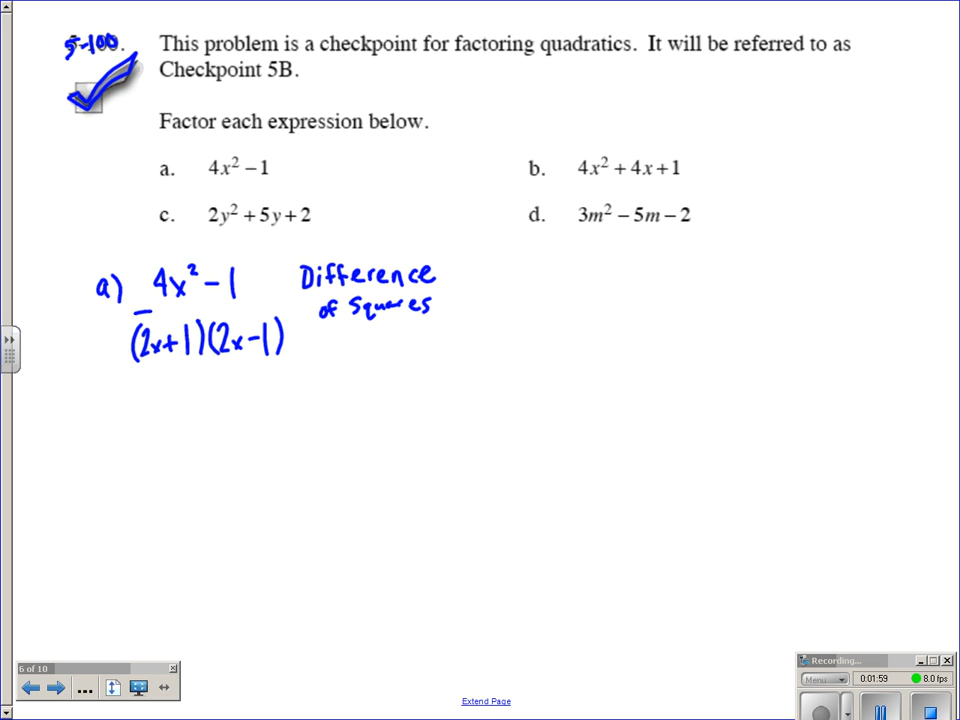 5-100.
This problem is a checkpoint for factoring quadratics. It will be referred to as
Checkpoint 5B.
Factor each expression below.
a. 4x² − 1
b. 4x² + 4x + 1
c. 2y² + 5y + 2
d. 3m² − 5m − 2
a) 4x² − 1 Difference
of Squares
(2x+1)(2x−1)
6 of 10
...
Extend Page
Recording...
Menu
0:01:59
8.0 fps